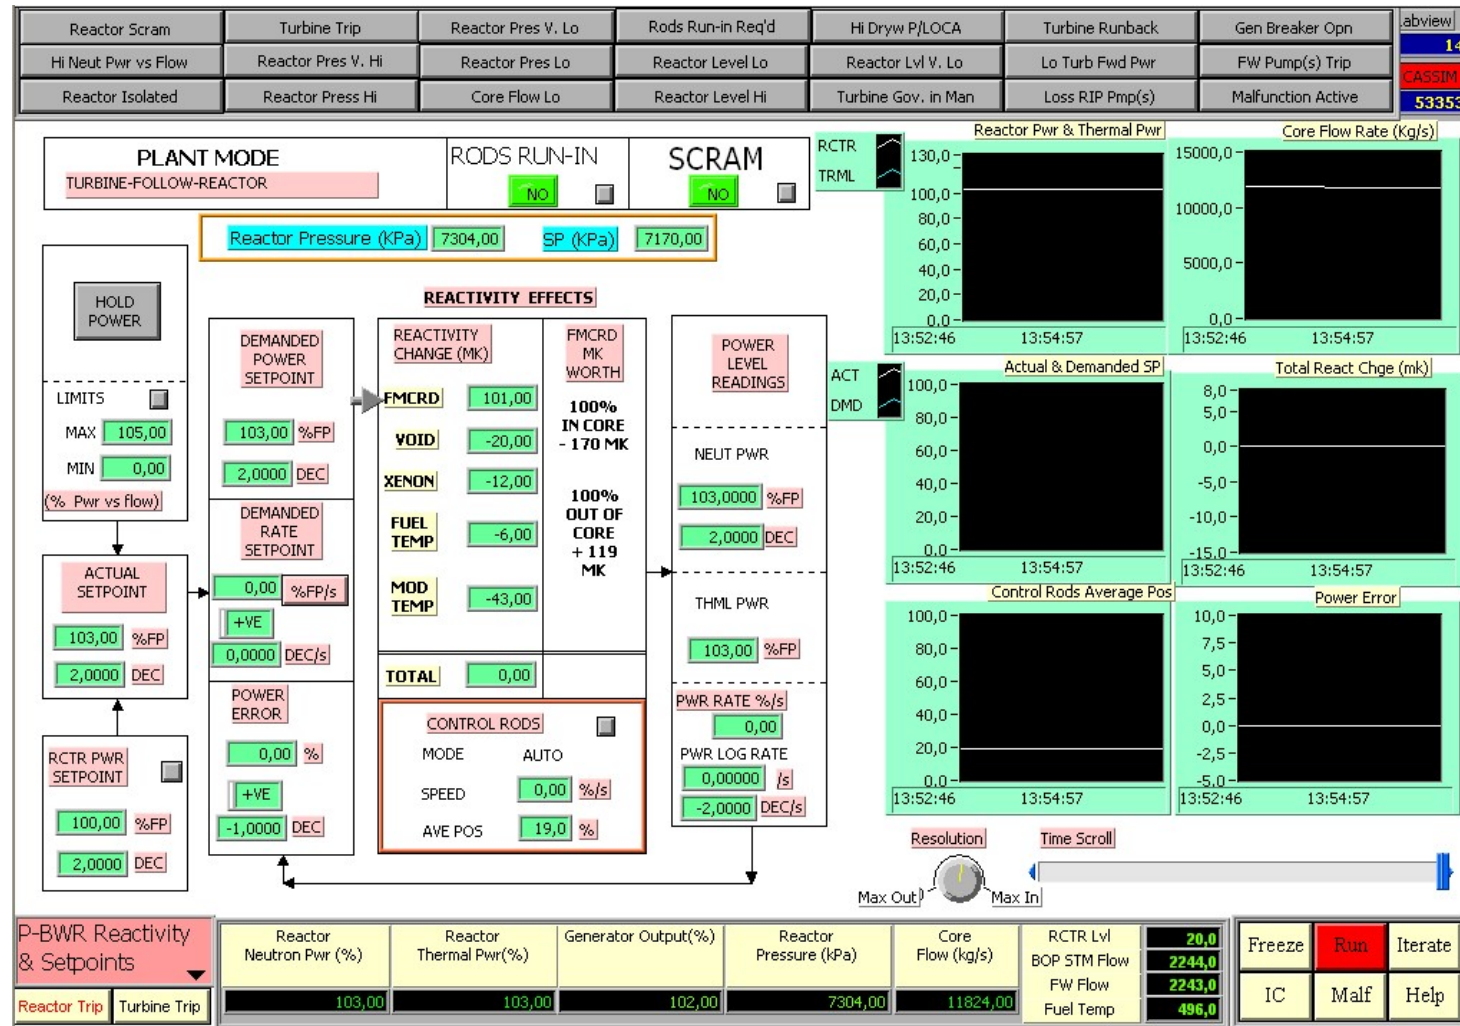 Reactor Scram
Turbine Trip
Reactor Pres V. Lo
Rods Run-in Req'd
Hi Dryw P/LOCA
Turbine Runback
Gen Breaker Opn
abview
Hi Neut Pwr vs Flow
Reactor Pres V. Hi
Reactor Pres Lo
Reactor Level Lo
Reactor Lvl V. Lo
Lo Turb Fwd Pwr
FW Pump(s) Trip
14
CASSIM
Reactor Isolated
Reactor Press Hi
Core Flow Lo
Reactor Level Hi
Turbine Gov. in Man
Loss RIP Pmp(s)
Malfunction Active
53353
PLANT MODE
TURBINE-FOLLOW-REACTOR
RODS RUN-IN
NO
SCRAM
NO
Reactor Pressure (KPa) 7304,00 SP (KPa) 7170,00
HOLD
POWER
LIMITS
MAX 105,00
MIN 0,00
(% Pwr vs flow)
ACTUAL
SETPOINT
103,00 %FP
2,0000 DEC
RCTR PWR
SETPOINT
100,00 %FP
2,0000 DEC
DEMANDED
POWER
SETPOINT
103,00 %FP
2,0000 DEC
DEMANDED
RATE
SETPOINT
0,00 %FP/s
+VE
0,0000 DEC/s
POWER
ERROR
0,00 %
+VE
-1,0000 DEC
REACTIVITY EFFECTS
REACTIVITY
CHANGE (MK)
FMCRD 101,00
VOID -20,00
XENON -12,00
FUEL
TEMP -6,00
MOD
TEMP -43,00
TOTAL 0,00
FMCRD
MK
WORTH
100%
IN CORE
- 170 MK
100%
OUT OF
CORE
+ 119
MK
CONTROL RODS
MODE AUTO
SPEED 0,00 %/s
AVE POS 19,0 %
POWER
LEVEL
READINGS
NEUT PWR
103,0000 %FP
2,0000 DEC
THML PWR
103,00 %FP
PWR RATE %/s
0,00
PWR LOG RATE
0,00000 /s
-2,0000 DEC/s
RCTR
TRML
Reactor Pwr & Thermal Pwr
130,0
100,0
80,0
60,0
40,0
20,0
0,0
13:52:46 13:54:57
Core Flow Rate (Kg/s)
15000,0
10000,0
5000,0
0,0
13:52:46 13:54:57
ACT
DMD
Actual & Demanded SP
100,0
80,0
60,0
40,0
20,0
0,0
13:52:46 13:54:57
Total React Chge (mk)
8,0
5,0
0,0
-5,0
-10,0
-15,0
13:52:46 13:54:57
Control Rods Average Pos
100,0
80,0
60,0
40,0
20,0
0,0
13:52:46 13:54:57
Power Error
10,0
7,5
5,0
2,5
0,0
-2,5
-5,0
13:52:46 13:54:57
Resolution
Max Out
Max In
Time Scroll
P-BWR Reactivity
& Setpoints
Reactor Trip
Turbine Trip
Reactor
Neutron Pwr (%)
103,00
Reactor
Thermal Pwr(%)
103,00
Generator Output(%)
102,00
Reactor
Pressure (kPa)
7304,00
Core
Flow (kg/s)
11824,00
RCTR Lvl 20,0
BOP STM Flow 2244,0
FW Flow 2243,0
Fuel Temp 496,0
Freeze
Run
Iterate
IC
Malf
Help